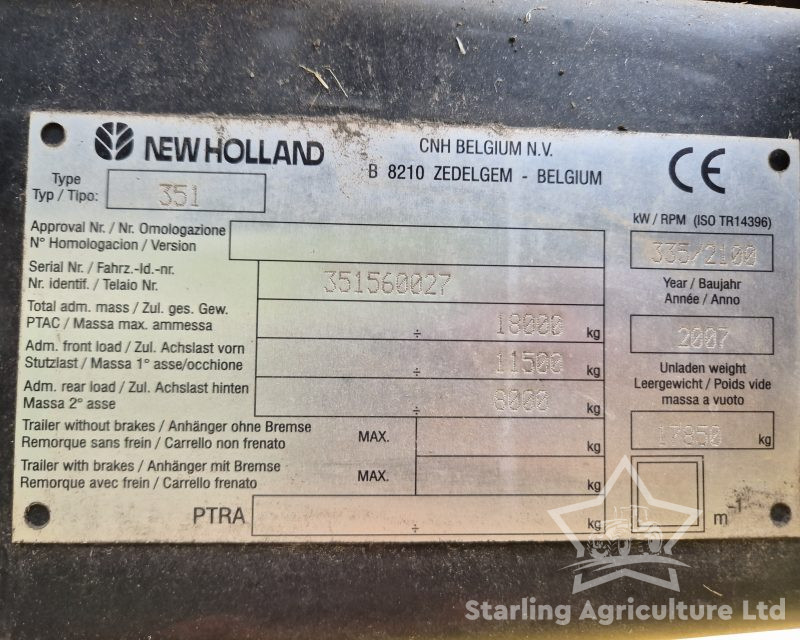 NEW HOLLAND
CNH BELGIUM N.V.
B 8210 ZEDELGEM - BELGIUM
CE
Type
Typ / Tipo:
351
kW / RPM (ISO TR14396)
335/2100
Approval Nr. / Nr. Omologazione
N° Homologacion / Version
Serial Nr. / Fahrz.-Id.-nr.
Nr. identif. / Telaio Nr.
351560027
Year / Baujahr
Année / Anno
2007
Total adm. mass / Zul. ges. Gew.
PTAC / Massa max. ammessa
÷ 18000 kg
Adm. front load / Zul. Achslast vorn
Stutzlast / Massa 1° asse/occhione
÷ 11500 kg
Adm. rear load / Zul. Achslast hinten
Massa 2° asse
÷ 8000 kg
Unladen weight
Leergewicht / Poids vide
massa a vuoto
17850 kg
Trailer without brakes / Anhänger ohne Bremse
Remorque sans frein / Carrello non frenato
MAX. kg
Trailer with brakes / Anhänger mit Bremse
Remorque avec frein / Carrello frenato
MAX. kg
PTRA ÷ kg
m-1
Starling Agriculture Ltd